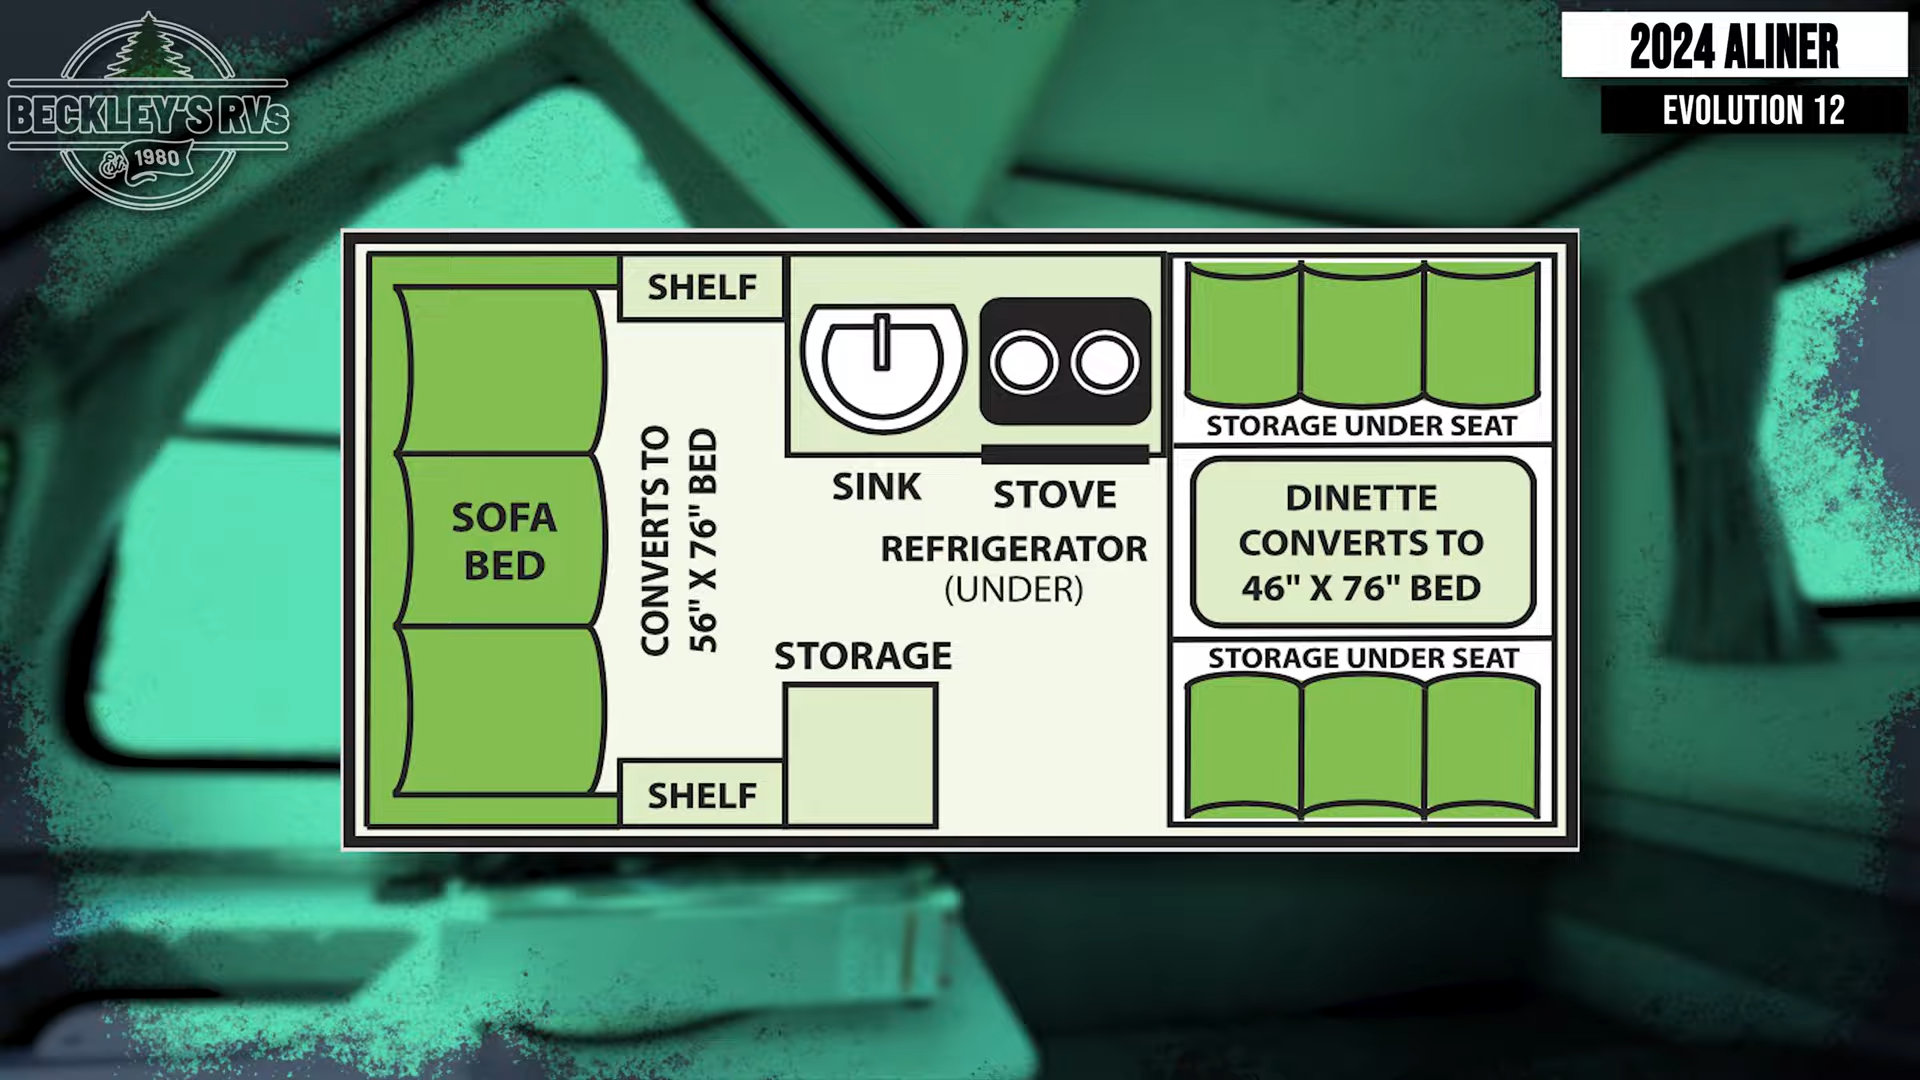 BECKLEY'S RVs
Est. 1980
2024 ALINER
EVOLUTION 12
SHELF
SOFA
BED
CONVERTS TO
56" X 76" BED
SHELF
SINK
STOVE
REFRIGERATOR
(UNDER)
STORAGE
STORAGE UNDER SEAT
DINETTE
CONVERTS TO
46" X 76" BED
STORAGE UNDER SEAT